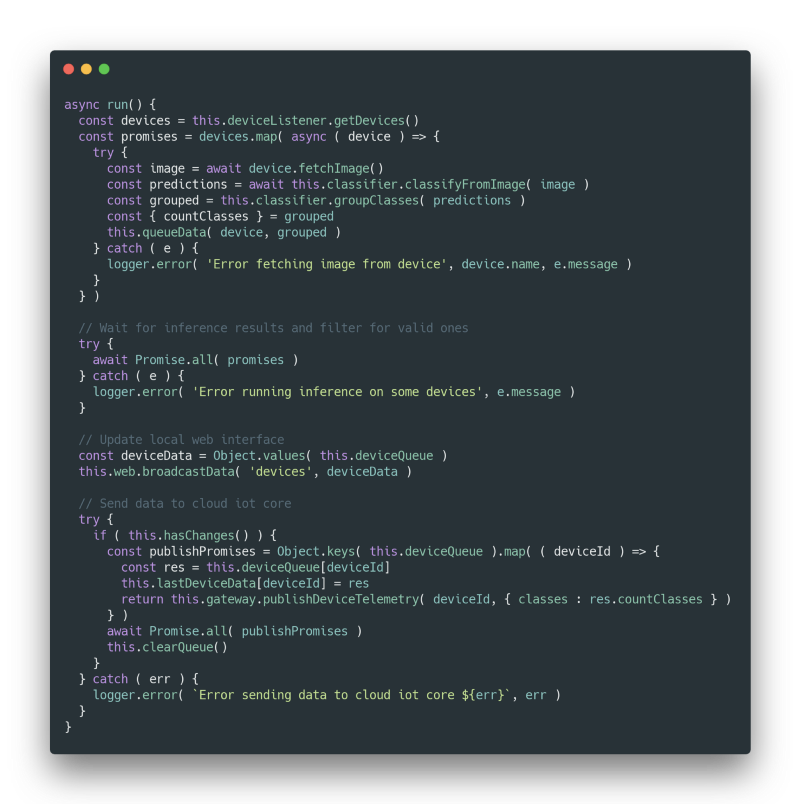 async run() {
  const devices = this.deviceListener.getDevices()
  const promises = devices.map( async ( device ) => {
    try {
      const image = await device.fetchImage()
      const predictions = await this.classifier.classifyFromImage( image )
      const grouped = this.classifier.groupClasses( predictions )
      const { countClasses } = grouped
      this.queueData( device, grouped )
    } catch ( e ) {
      logger.error( 'Error fetching image from device', device.name, e.message )
    }
  } )

  // Wait for inference results and filter for valid ones
  try {
    await Promise.all( promises )
  } catch ( e ) {
    logger.error( 'Error running inference on some devices', e.message )
  }

  // Update local web interface
  const deviceData = Object.values( this.deviceQueue )
  this.web.broadcastData( 'devices', deviceData )

  // Send data to cloud iot core
  try {
    if ( this.hasChanges() ) {
      const publishPromises = Object.keys( this.deviceQueue ).map( ( deviceId ) => {
        const res = this.deviceQueue[deviceId]
        this.lastDeviceData[deviceId] = res
        return this.gateway.publishDeviceTelemetry( deviceId, { classes : res.countClasses } )
      } )
      await Promise.all( publishPromises )
      this.clearQueue()
    }
  } catch ( err ) {
    logger.error( `Error sending data to cloud iot core ${err}`, err )
  }
}